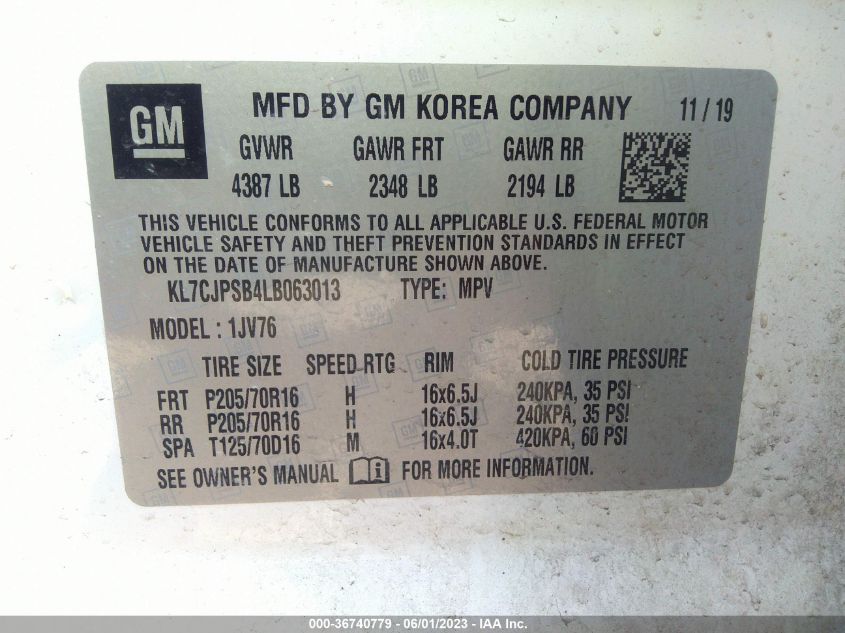 GM MFD BY GM KOREA COMPANY 11/19
GVWR GAWR FRT GAWR RR
4387 LB 2348 LB 2194 LB
THIS VEHICLE CONFORMS TO ALL APPLICABLE U.S. FEDERAL MOTOR
VEHICLE SAFETY AND THEFT PREVENTION STANDARDS IN EFFECT
ON THE DATE OF MANUFACTURE SHOWN ABOVE.
KL7CJPSB4LB063013 TYPE: MPV
MODEL : 1JV76
TIRE SIZE SPEED RTG RIM COLD TIRE PRESSURE
FRT P205/70R16 H 16x6.5J 240KPA, 35 PSI
RR P205/70R16 H 16x6.5J 240KPA, 35 PSI
SPA T125/70D16 M 16x4.0T 420KPA, 60 PSI
SEE OWNER'S MANUAL i FOR MORE INFORMATION.
000-36740779 - 06/01/2023 - IAA Inc.